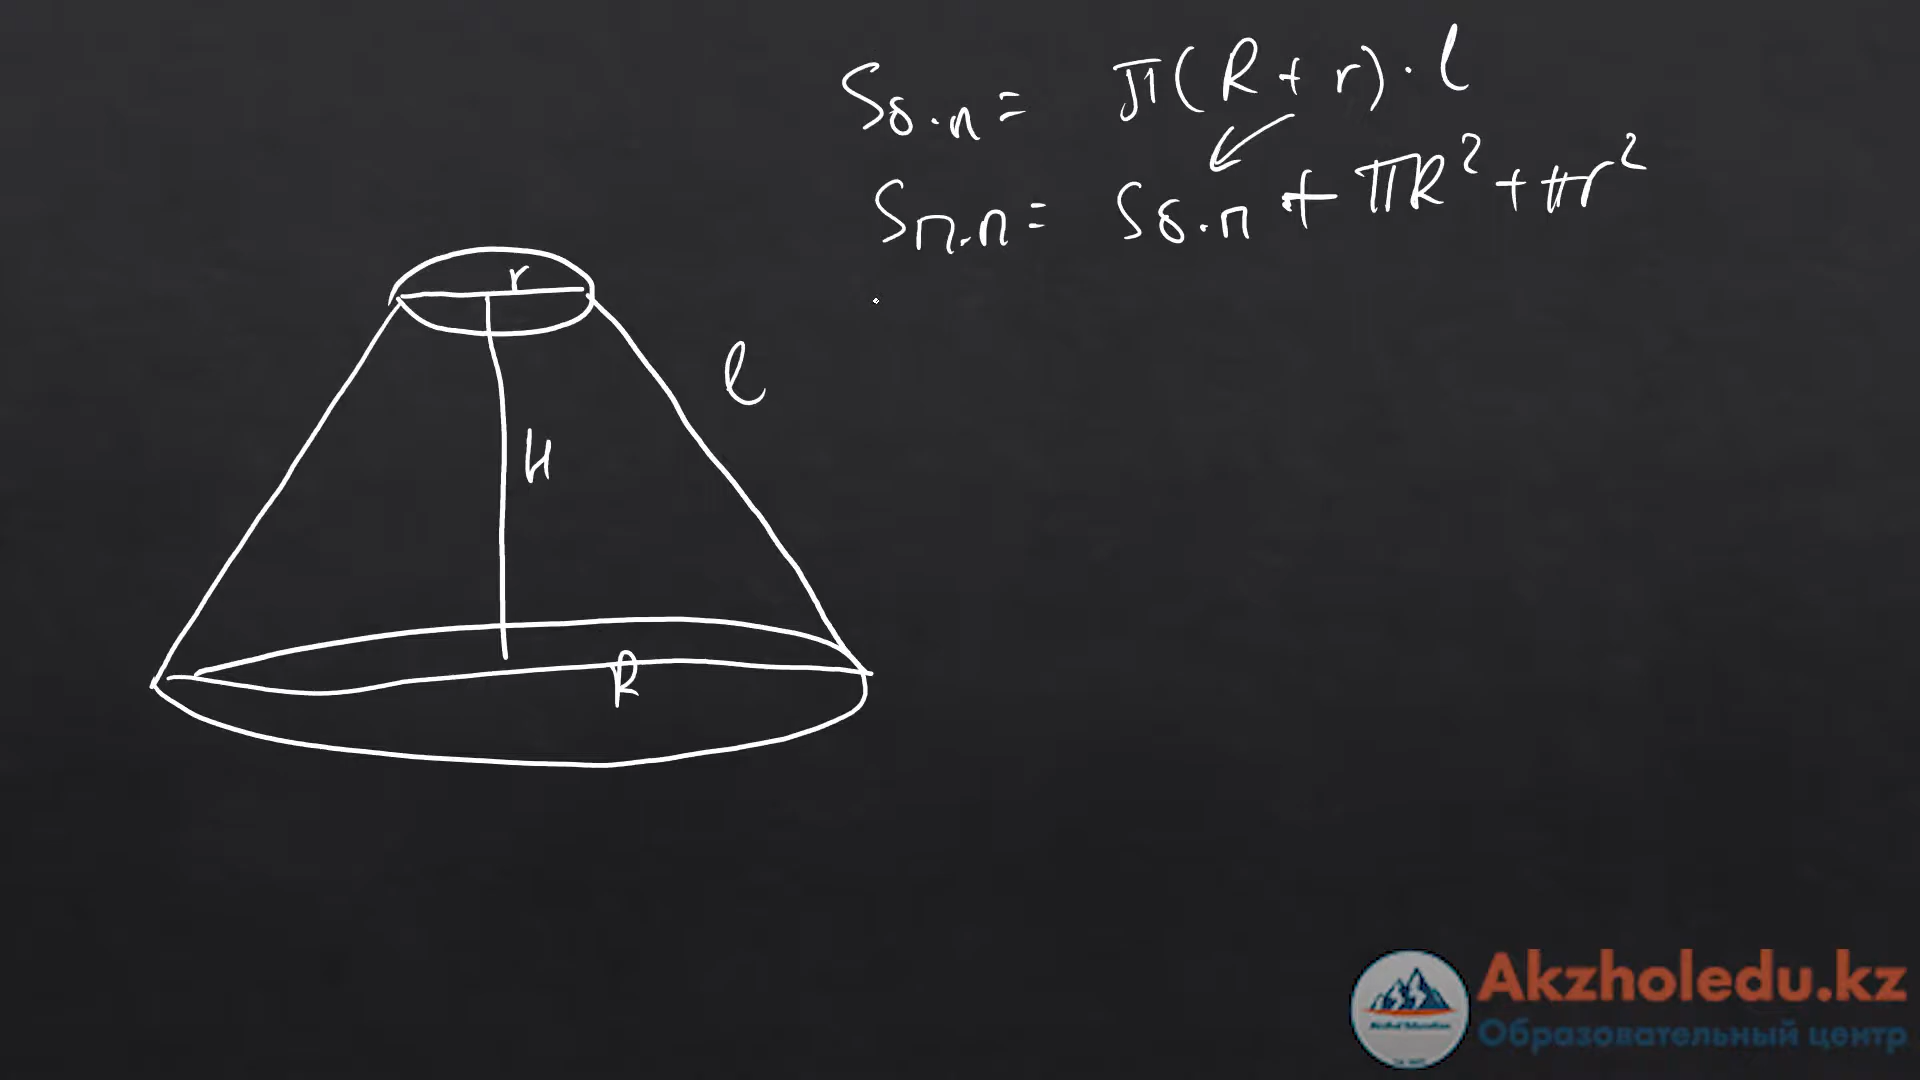 Sб.п = π(R + r) · l
Sп.п = Sб.п + πR² + πr²
r
l
H
R
Akzholedu.kz
Образовательный центр